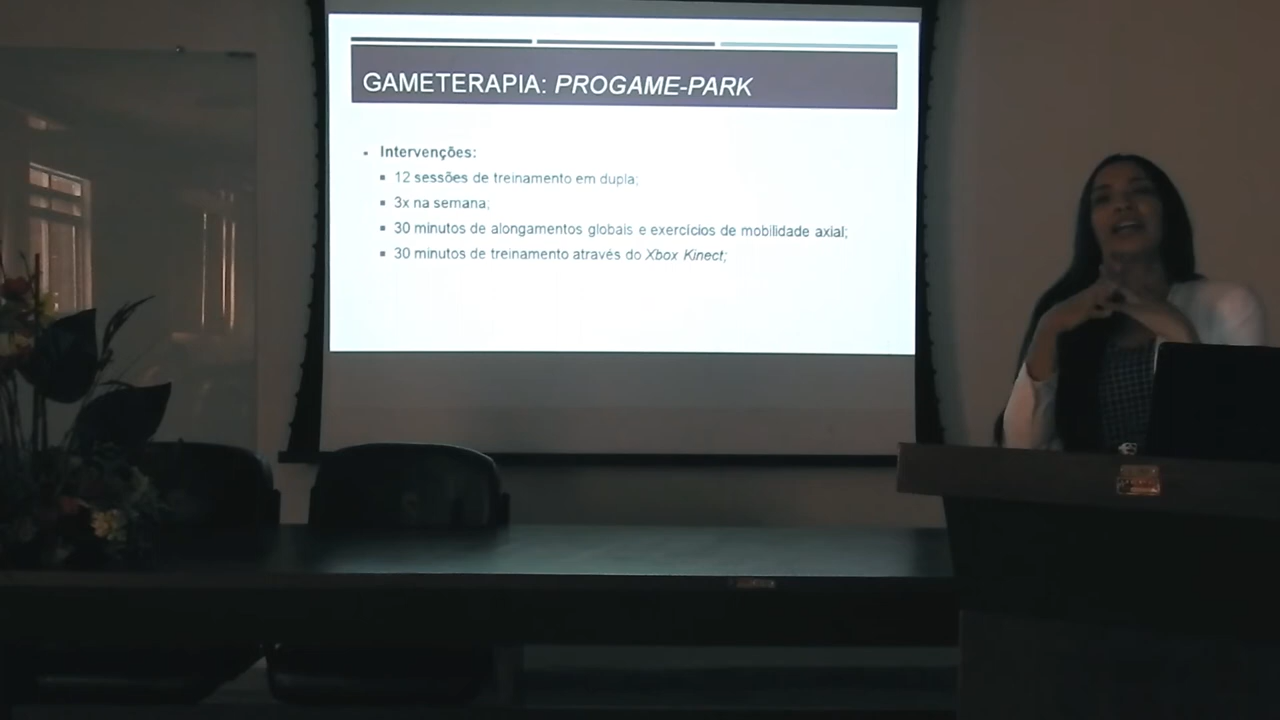 GAMETERAPIA: PROGAME-PARK
Intervenções:
12 sessões de treinamento em dupla;
3x na semana;
30 minutos de alongamentos globais e exercícios de mobilidade axial;
30 minutos de treinamento através do Xbox Kinect;